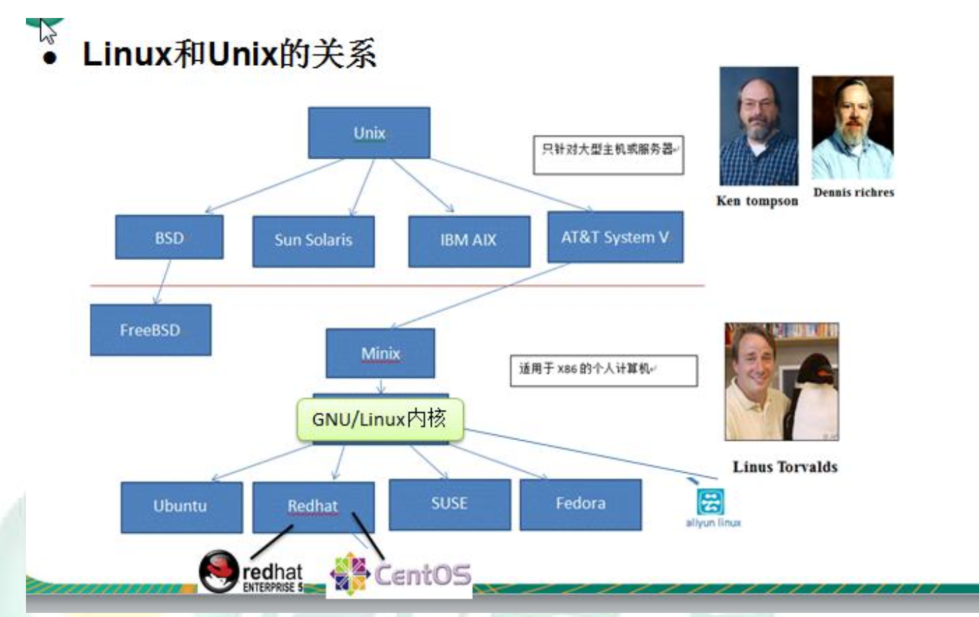 Linux和Unix的关系
Unix
只针对大型主机或服务器
Ken tompson
Dennis richres
BSD
Sun Solaris
IBM AIX
AT&T System V
FreeBSD
Minix
适用于 X86 的个人计算机
GNU/Linux内核
Linus Torvalds
Ubuntu
Redhat
SUSE
Fedora
aliyun linux
redhat
ENTERPRISE 5
CentOS